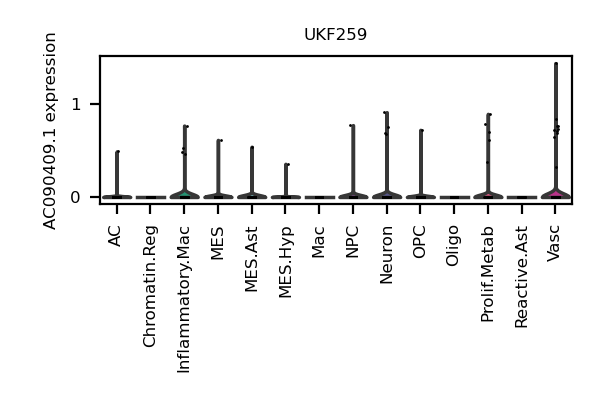 UKF259
AC090409.1 expression
1
0
AC
Chromatin.Reg
Inflammatory.Mac
MES
MES.Ast
MES.Hyp
Mac
NPC
Neuron
OPC
Oligo
Prolif.Metab
Reactive.Ast
Vasc